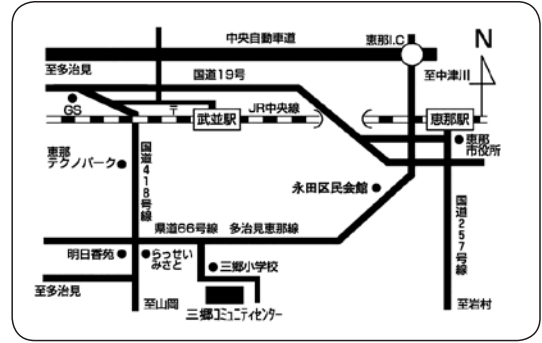 中央自動車道
恵那I.C
N
至多治見
国道19号
至中津川
GS
〒
JR中央線
武並駅
恵那駅
恵那
市役所
恵那
テクノパーク
国道418号線
永田区民会館
国道257号線
県道66号線 多治見恵那線
明日香苑
らっせい
みさと
三郷小学校
至多治見
至山岡
三郷コミュニティセンター
至岩村